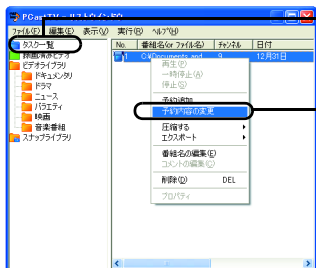 PCastTV - リストウインドウ
ファイル(F) 編集(E) 表示(V) 実行(R) ヘルプ(H)
タスク一覧
録画済みビデオ
ビデオライブラリ
ドキュメンタリ
ドラマ
ニュース
バラエティ
映画
音楽番組
スナップライブラリ
No. 番組名(or ファイル名) チャンネル 日付
1 C:¥Documents and 9 12月31日
再生(P)
一時停止(A)
停止(S)
予約追加
予約内容の変更
圧縮する
エクスポート
番組名の編集(E)
コメントの編集(C)
削除(D) DEL
プロパティ